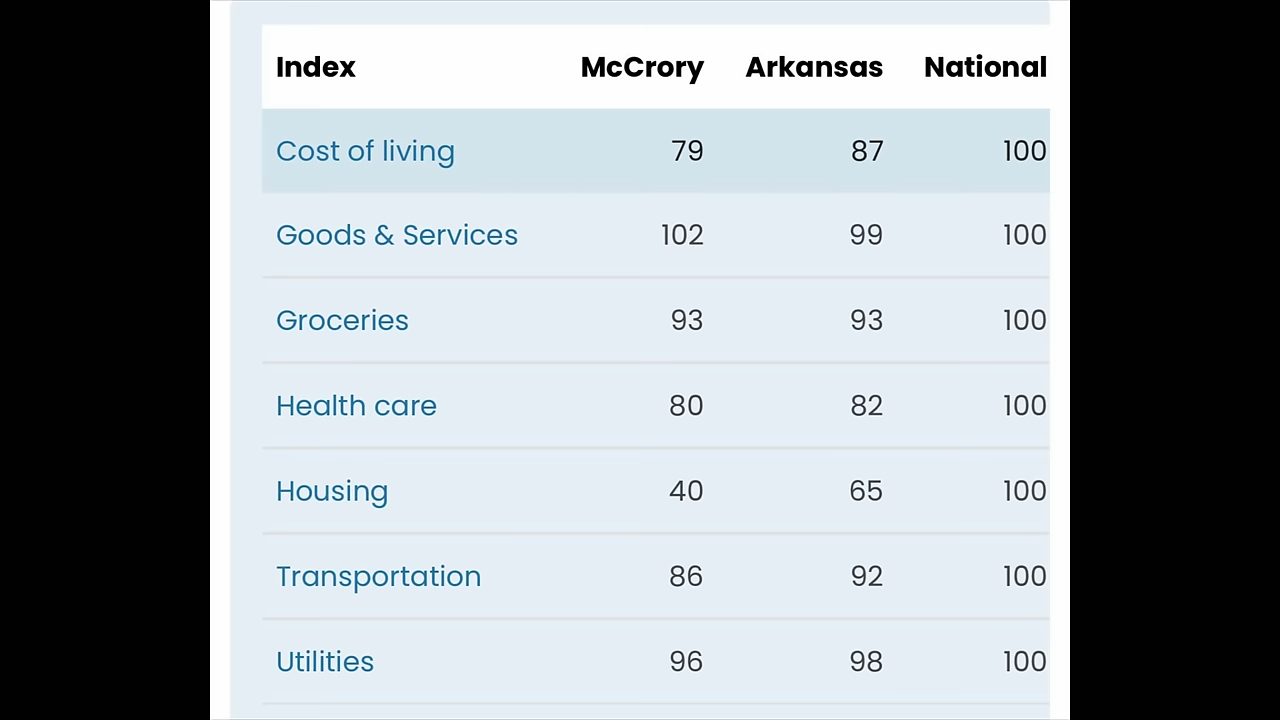 Index McCrory Arkansas National
Cost of living 79 87 100
Goods & Services 102 99 100
Groceries 93 93 100
Health care 80 82 100
Housing 40 65 100
Transportation 86 92 100
Utilities 96 98 100